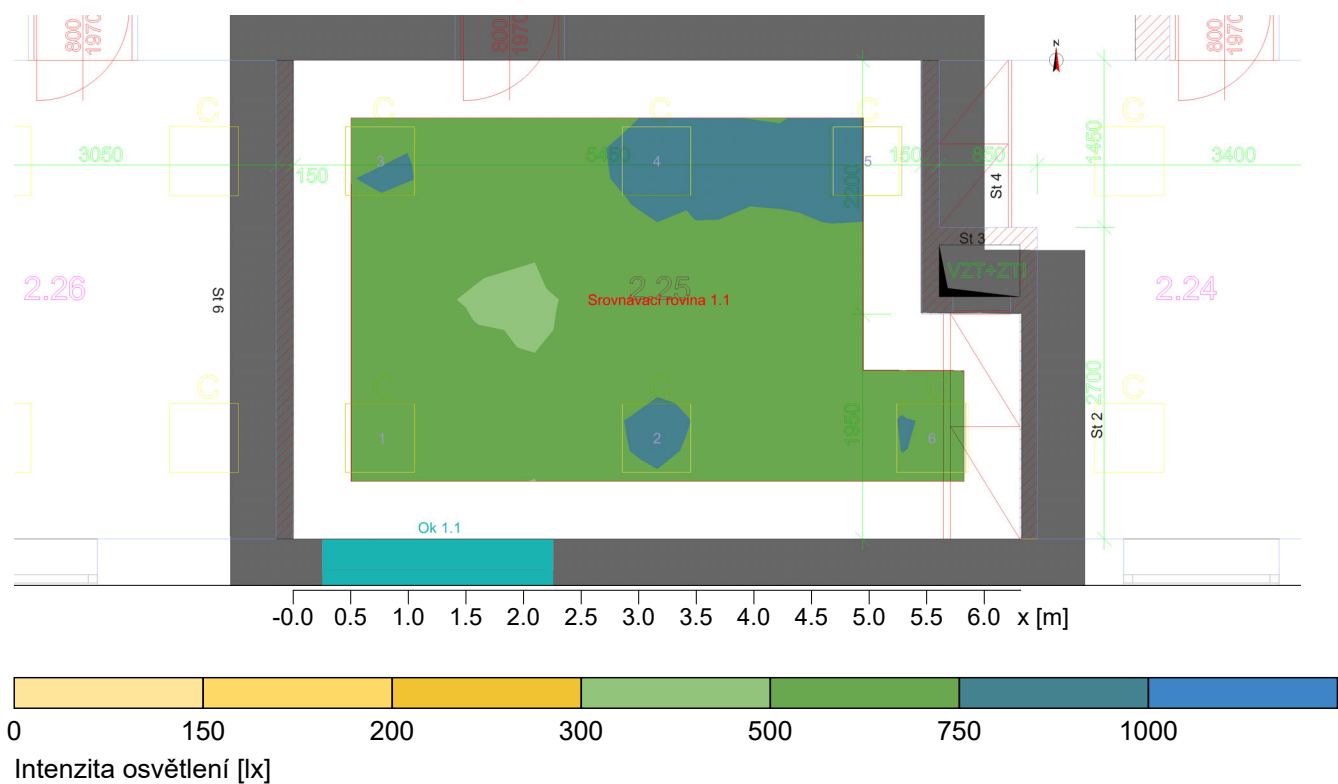 800
1970
800
1970
800
1970
N
C
C
C
C
C
3050
150
5450
150
850
1450
3400
3
4
5
2200
St 4
St 3
VZT+ZTI
2.26
St 6
2.25
Srovnávací rovina 1.1
2.24
C
C
C
C
2700
1
2
1950
6
St 2
Ok 1.1
-0.0 0.5 1.0 1.5 2.0 2.5 3.0 3.5 4.0 4.5 5.0 5.5 6.0 x [m]
0 150 200 300 500 750 1000
Intenzita osvětlení [lx]